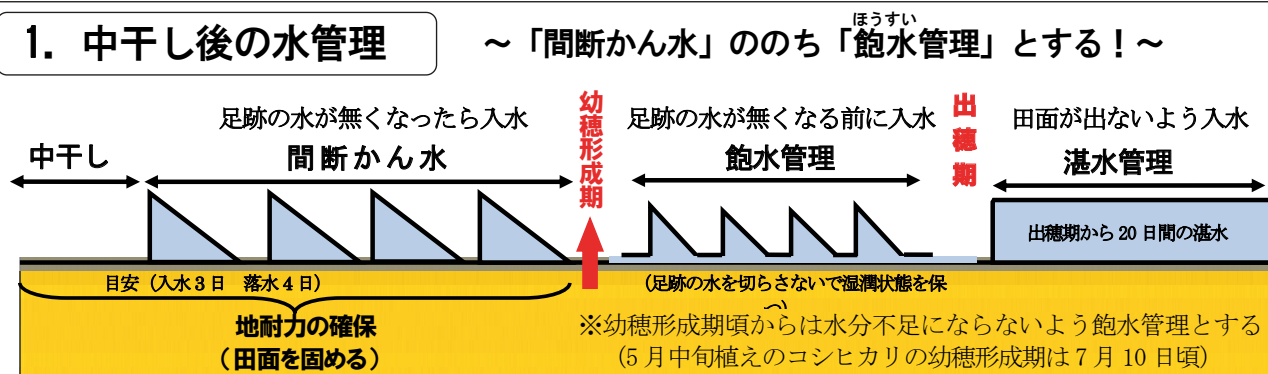 1. 中干し後の水管理
～「間断かん水」ののち「飽水管理」とする！～
ほうすい
足跡の水が無くなったら入水
幼穂形成期
足跡の水が無くなる前に入水
出穂期
田面が出ないよう入水
中干し
間断かん水
飽水管理
湛水管理
出穂期から20日間の湛水
目安（入水3日　落水4日）
（足跡の水を切らさないで湿潤状態を保
つ）
地耐力の確保
（田面を固める）
※幼穂形成期頃からは水分不足にならないよう飽水管理とする
（5月中旬植えのコシヒカリの幼穂形成期は7月10日頃）